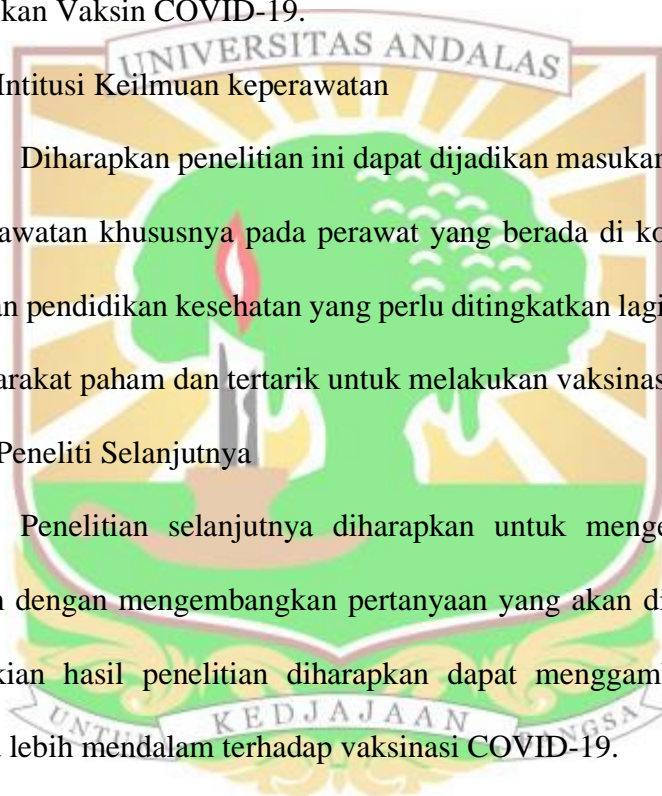 kan Vaksin COVID-19.
UNIVERSITAS ANDALAS
Intitusi Keilmuan keperawatan
Diharapkan penelitian ini dapat dijadikan masukan
awatan khususnya pada perawat yang berada di ko
an pendidikan kesehatan yang perlu ditingkatkan lagi
arakat paham dan tertarik untuk melakukan vaksinas
Peneliti Selanjutnya
Penelitian selanjutnya diharapkan untuk menge
n dengan mengembangkan pertanyaan yang akan di
kian hasil penelitian diharapkan dapat menggam
UNTUK KEDJAJAAN BANGSA
lebih mendalam terhadap vaksinasi COVID-19.